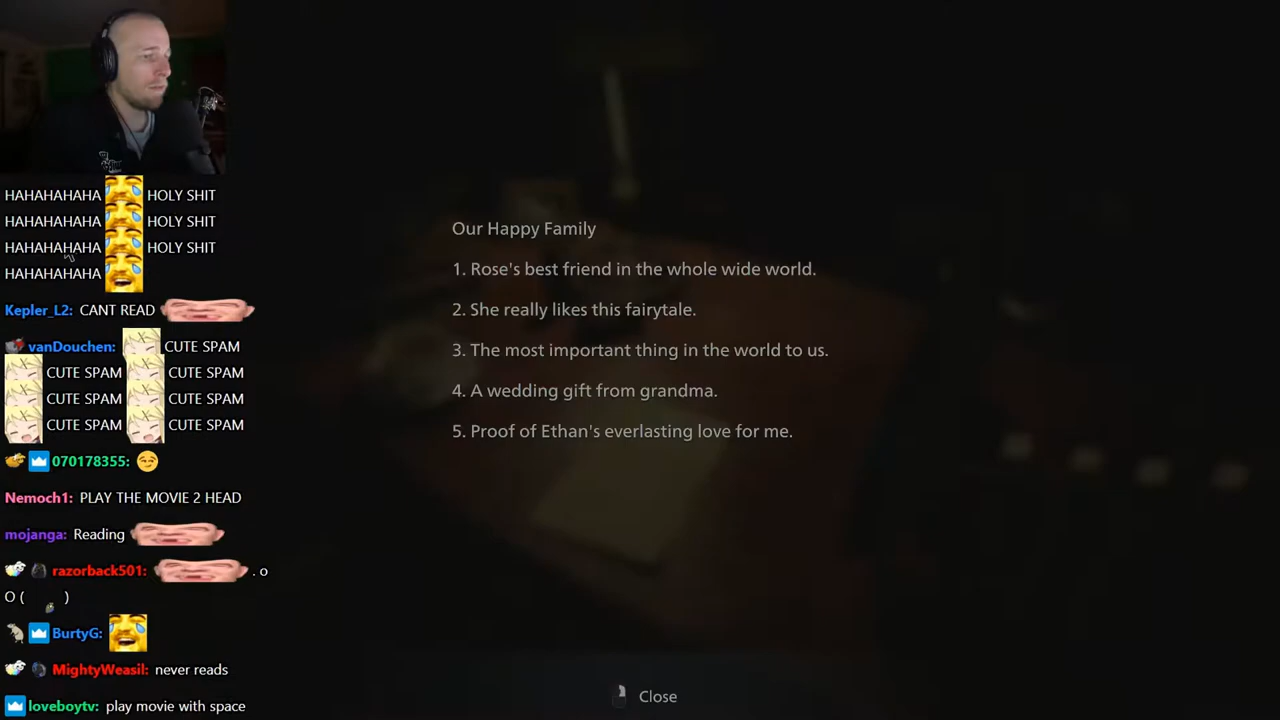 HAHAHAHAHA HOLY SHIT
HAHAHAHAHA HOLY SHIT
HAHAHAHAHA HOLY SHIT
HAHAHAHAHA
Kepler_L2: CANT READ
vanDouchen: CUTE SPAM
CUTE SPAM CUTE SPAM
CUTE SPAM CUTE SPAM
CUTE SPAM CUTE SPAM
070178355:
Nemoch1: PLAY THE MOVIE 2 HEAD
mojanga: Reading
razorback501: . o
O ( )
BurtyG:
MightyWeasil: never reads
loveboytv: play movie with space
Our Happy Family
1. Rose's best friend in the whole wide world.
2. She really likes this fairytale.
3. The most important thing in the world to us.
4. A wedding gift from grandma.
5. Proof of Ethan's everlasting love for me.
Close